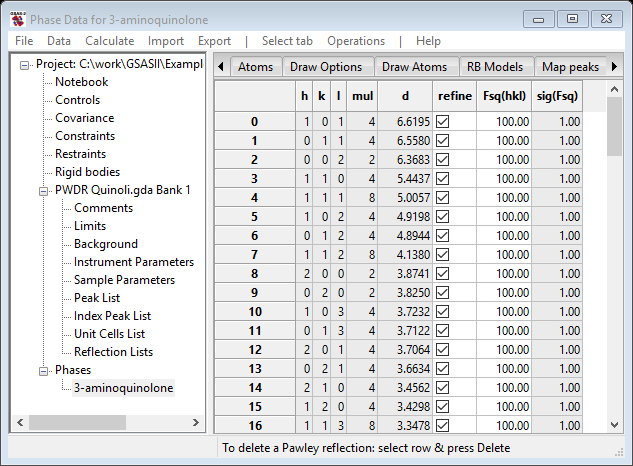 GSAS-2
Phase Data for 3-aminoquinolone
File Data Calculate Import Export | Select tab Operations | Help
Project: C:\work\GSASII\Exampl
Notebook
Controls
Covariance
Constraints
Restraints
Rigid bodies
PWDR Quinoli.gda Bank 1
Comments
Limits
Background
Instrument Parameters
Sample Parameters
Peak List
Index Peak List
Unit Cells List
Reflection Lists
Phases
3-aminoquinolone
Atoms Draw Options Draw Atoms RB Models Map peaks
h k l mul d refine Fsq(hkl) sig(Fsq)
0 1 0 1 4 6.6195 100.00 1.00
1 0 1 1 4 6.5580 100.00 1.00
2 0 0 2 2 6.3683 100.00 1.00
3 1 1 0 4 5.4437 100.00 1.00
4 1 1 1 8 5.0057 100.00 1.00
5 1 0 2 4 4.9198 100.00 1.00
6 0 1 2 4 4.8944 100.00 1.00
7 1 1 2 8 4.1380 100.00 1.00
8 2 0 0 2 3.8741 100.00 1.00
9 0 2 0 2 3.8250 100.00 1.00
10 1 0 3 4 3.7232 100.00 1.00
11 0 1 3 4 3.7122 100.00 1.00
12 2 0 1 4 3.7064 100.00 1.00
13 0 2 1 4 3.6634 100.00 1.00
14 2 1 0 4 3.4562 100.00 1.00
15 1 2 0 4 3.4298 100.00 1.00
16 1 1 3 8 3.3478 100.00 1.00
To delete a Pawley reflection: select row & press Delete